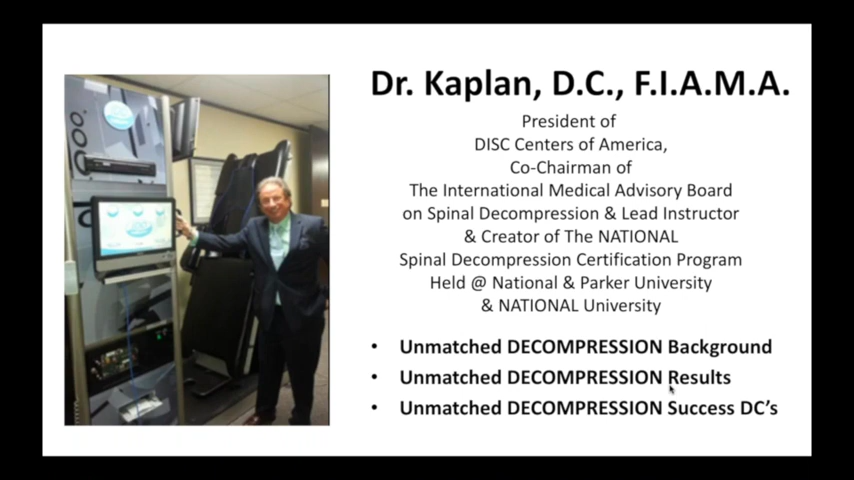 Dr. Kaplan, D.C., F.I.A.M.A.
President of
DISC Centers of America,
Co-Chairman of
The International Medical Advisory Board
on Spinal Decompression & Lead Instructor
& Creator of The NATIONAL
Spinal Decompression Certification Program
Held @ National & Parker University
& NATIONAL University
• Unmatched DECOMPRESSION Background
• Unmatched DECOMPRESSION Results
• Unmatched DECOMPRESSION Success DC's